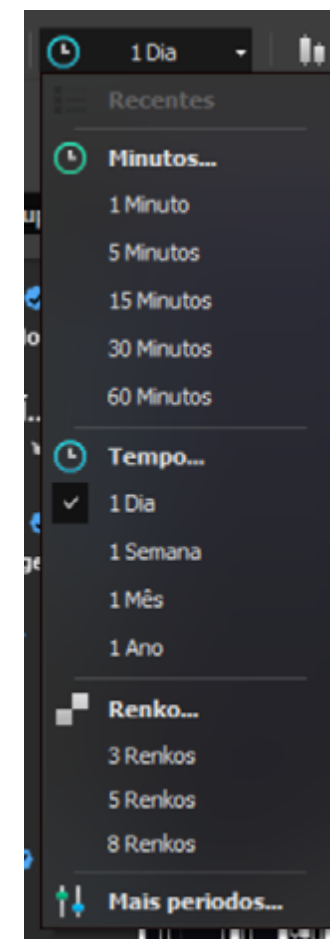 1 Dia
Recentes
Minutos...
1 Minuto
5 Minutos
15 Minutos
30 Minutos
60 Minutos
Tempo...
1 Dia
1 Semana
1 Mês
1 Ano
Renko...
3 Renkos
5 Renkos
8 Renkos
Mais periodos...